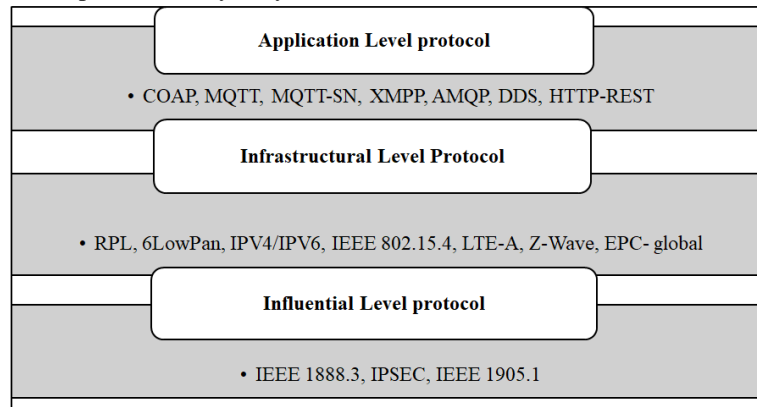 Application Level protocol
• COAP, MQTT, MQTT-SN, XMPP, AMQP, DDS, HTTP-REST
Infrastructural Level Protocol
• RPL, 6LowPan, IPV4/IPV6, IEEE 802.15.4, LTE-A, Z-Wave, EPC- global
Influential Level protocol
• IEEE 1888.3, IPSEC, IEEE 1905.1